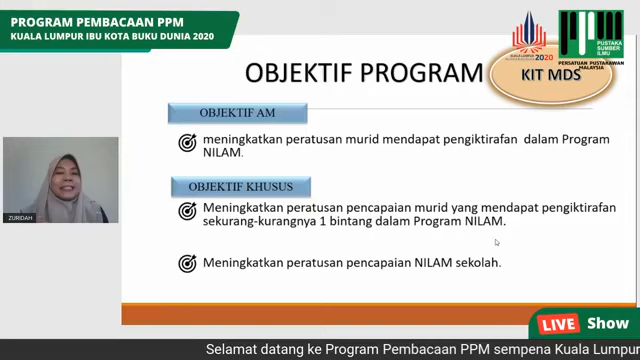 PROGRAM PEMBACAAN PPM
KUALA LUMPUR IBU KOTA BUKU DUNIA 2020
2020
PUSTAKA
SUMBER
ILMU
PERSATUAN PUSTAKAWAN
MALAYSIA
OBJEKTIF PROGRAM
KIT MDS
OBJEKTIF AM
meningkatkan peratusan murid mendapat pengiktirafan dalam Program
NILAM.
OBJEKTIF KHUSUS
Meningkatkan peratusan pencapaian murid yang mendapat pengiktirafan
sekurang-kurangnya 1 bintang dalam Program NILAM.
Meningkatkan peratusan pencapaian NILAM sekolah.
ZURIDAH
LIVE Show
Selamat datang ke Program Pembacaan PPM sempena Kuala Lumpur